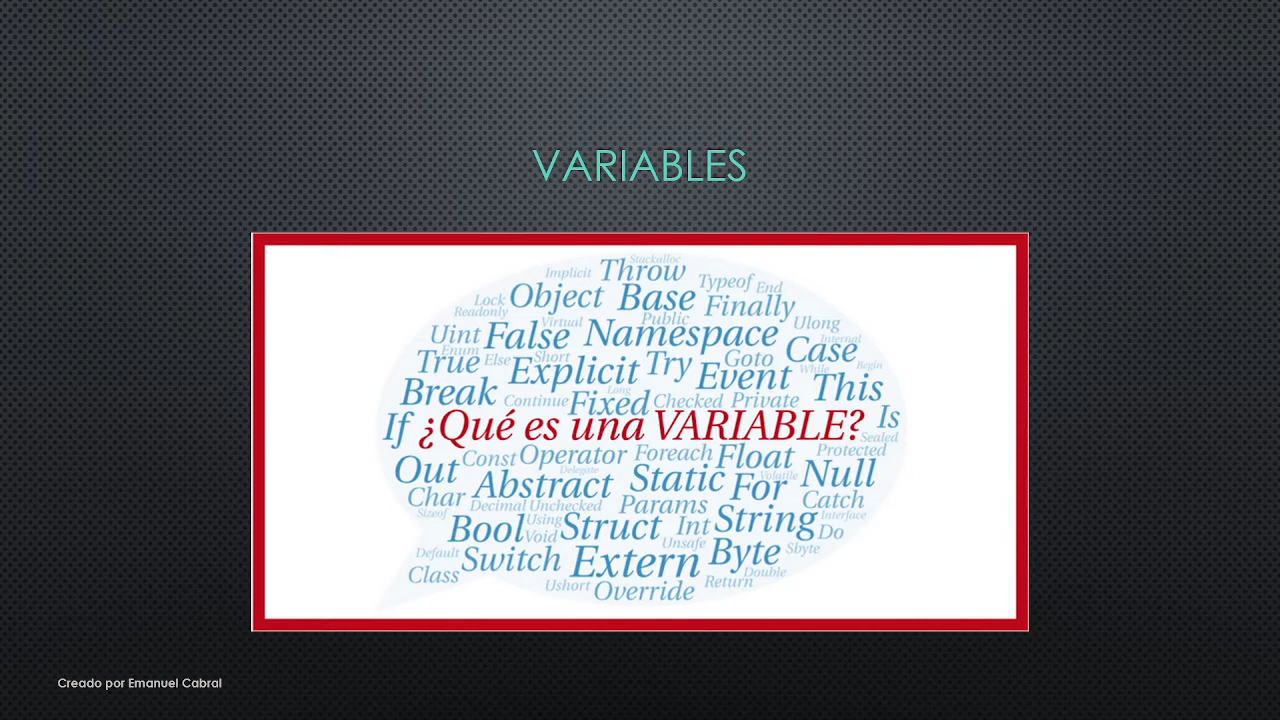 VARIABLES
Stackalloc
Implicit Throw Typeof End
Lock Object Base Finally
Readonly Virtual Public Ulong
Uint False Namespace Internal
Enum Short Case
True Else Explicit Try Goto While Begin
Break Long Event This
Continue Fixed Checked Private
If ¿Qué es una VARIABLE? Is
Sealed
Const Operator Foreach Float Protected
Out Delegate Static Volatile Null
Char Abstract For Catch
Sizeof Decimal Unchecked Params Interface
Bool Using Struct Int String Do
Void Unsafe Sbyte
Default Switch Extern Byte
Class Double
Ushort Override Return
Creado por Emanuel Cabral